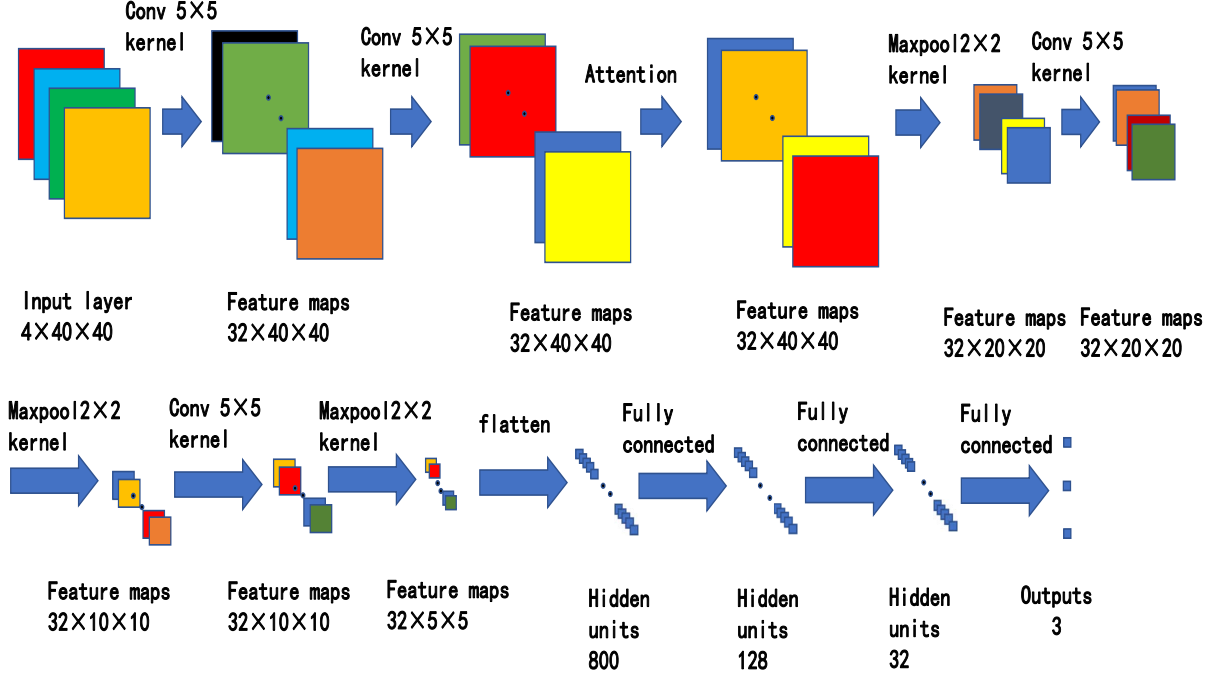 Conv 5×5
kernel
Conv 5×5
kernel
Attention
Maxpool2×2
kernel
Conv 5×5
kernel
Input layer
4×40×40
Feature maps
32×40×40
Feature maps
32×40×40
Feature maps
32×40×40
Feature maps
32×20×20
Feature maps
32×20×20
Maxpool2×2
kernel
Conv 5×5
kernel
Maxpool2×2
kernel
flatten
Fully
connected
Fully
connected
Fully
connected
Feature maps
32×10×10
Feature maps
32×10×10
Feature maps
32×5×5
Hidden
units
800
Hidden
units
128
Hidden
units
32
Outputs
3